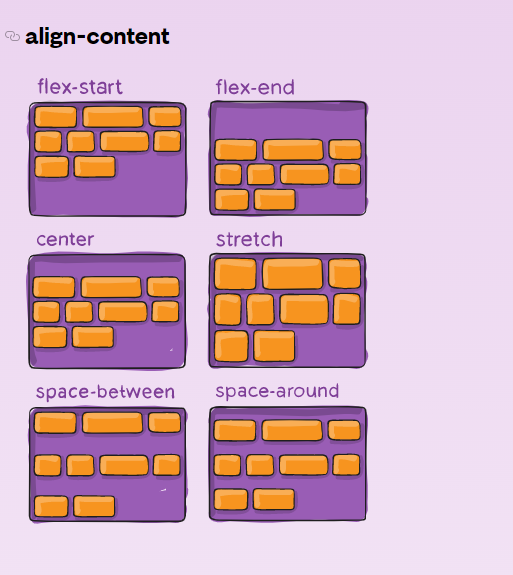 align-content
flex-start
flex-end
center
stretch
space-between
space-around